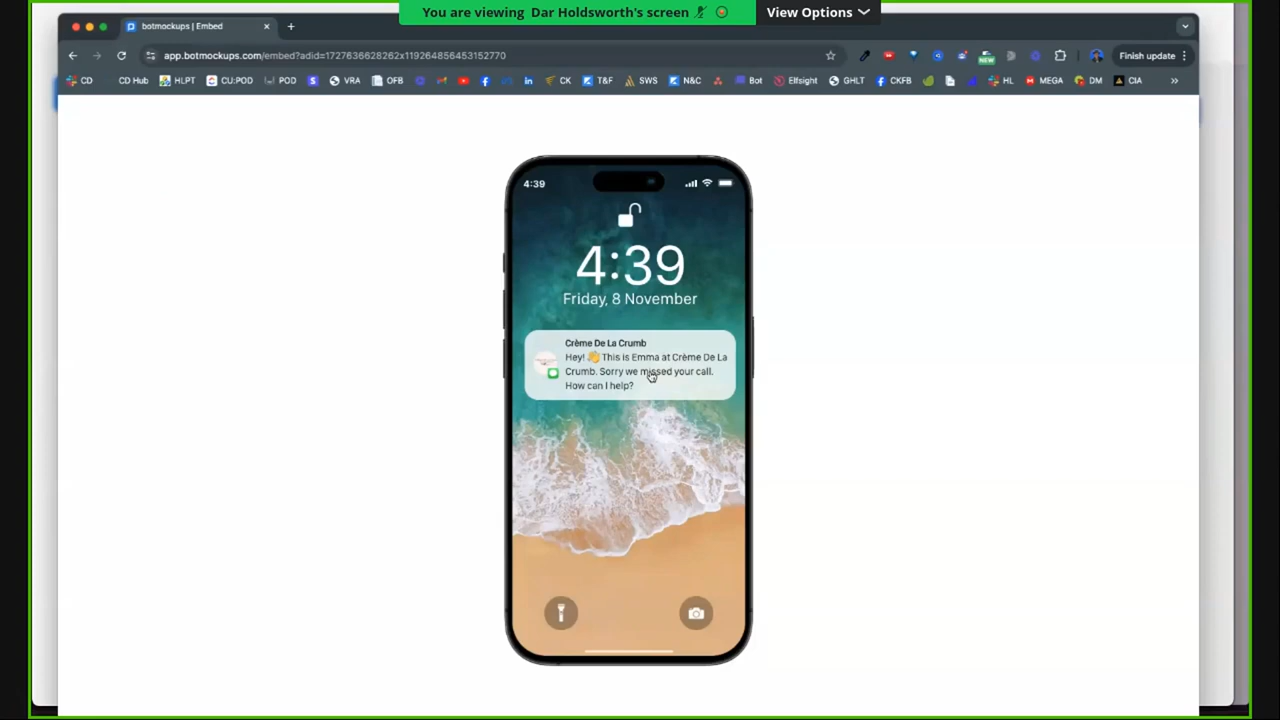 You are viewing Dar Holdsworth's screen
View Options
botmockups | Embed
app.botmockups.com/embed?adid=1727636628262x119264856453152770
Finish update
CD
CD Hub
HLPT
CU:POD
POD
VRA
OFB
CK
T&F
SWS
N&C
Bot
EBsight
GHLT
CKFB
HL
MEGA
DM
CIA
NEW
4:39
4:39
Friday, 8 November
Crème De La Crumb
Hey! 👋 This is Emma at Crème De La
Crumb. Sorry we missed your call.
How can I help?